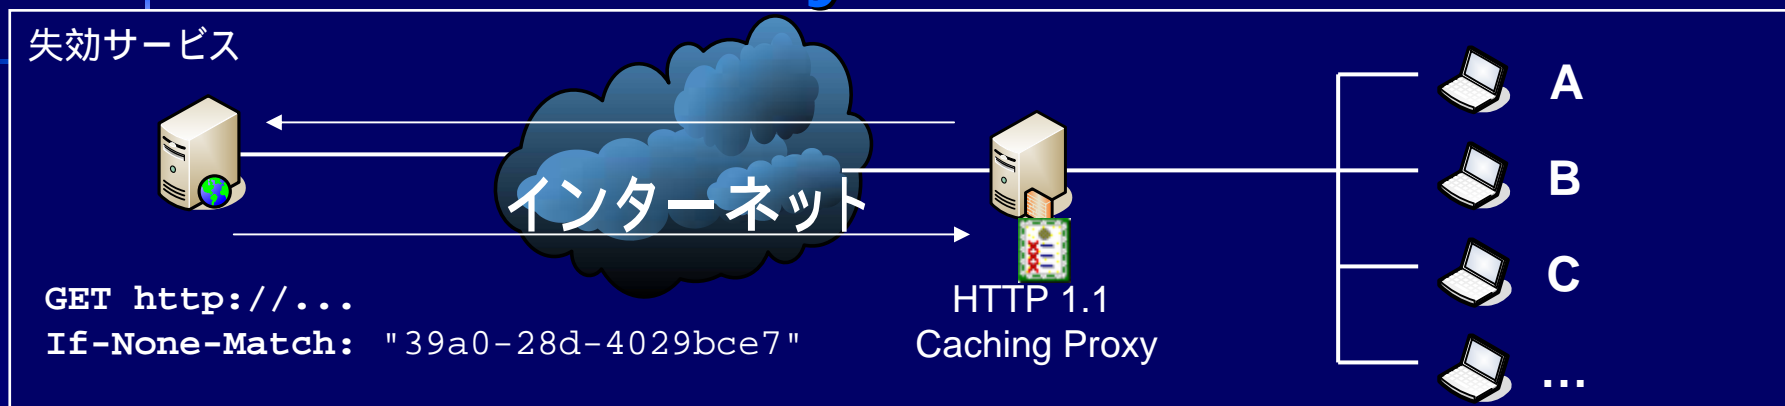 失効サービス
インターネット
A
B
C
...
GET http://...
If-None-Match: "39a0-28d-4029bce7"
HTTP 1.1
Caching Proxy